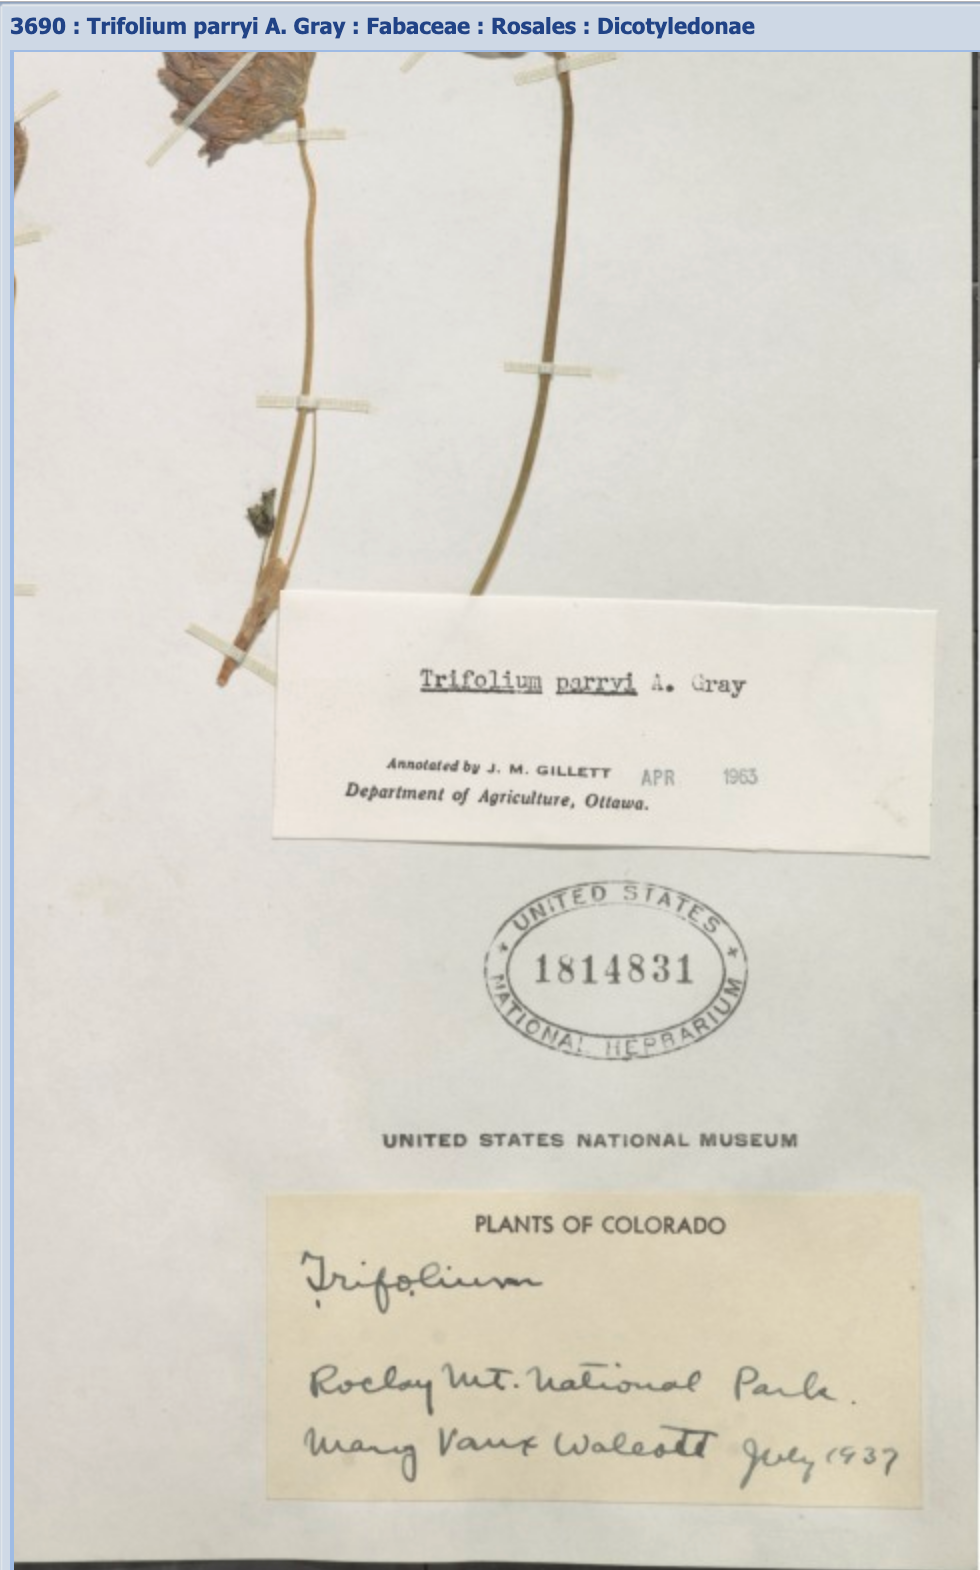 3690 : Trifolium parryi A. Gray : Fabaceae : Rosales : Dicotyledonae
Trifolium parryi A. Gray
Annotated by J. M. GILLETT APR 1963
Department of Agriculture, Ottawa.
UNITED STATES
1814831
NATIONAL HERBARIUM
UNITED STATES NATIONAL MUSEUM
PLANTS OF COLORADO
Trifolium
Rocky Mt. National Park.
Mary Vaux Walcott July 1937